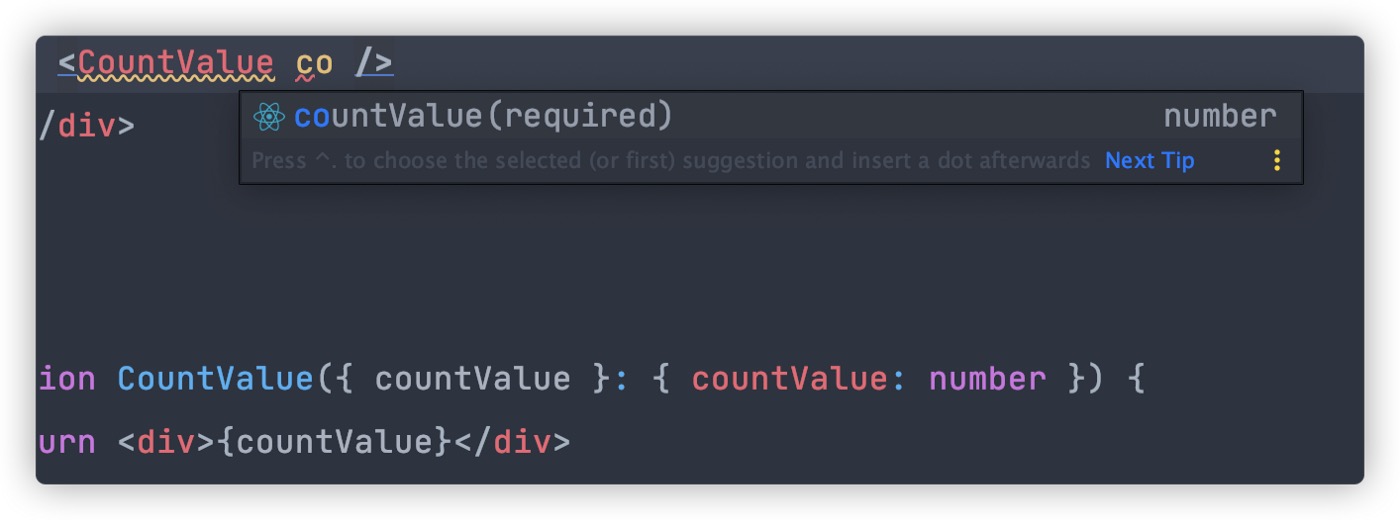 <CountValue co />
/div>
countValue(required) number
Press ^. to choose the selected (or first) suggestion and insert a dot afterwards Next Tip
ion CountValue({ countValue }: { countValue: number }) {
urn <div>{countValue}</div>